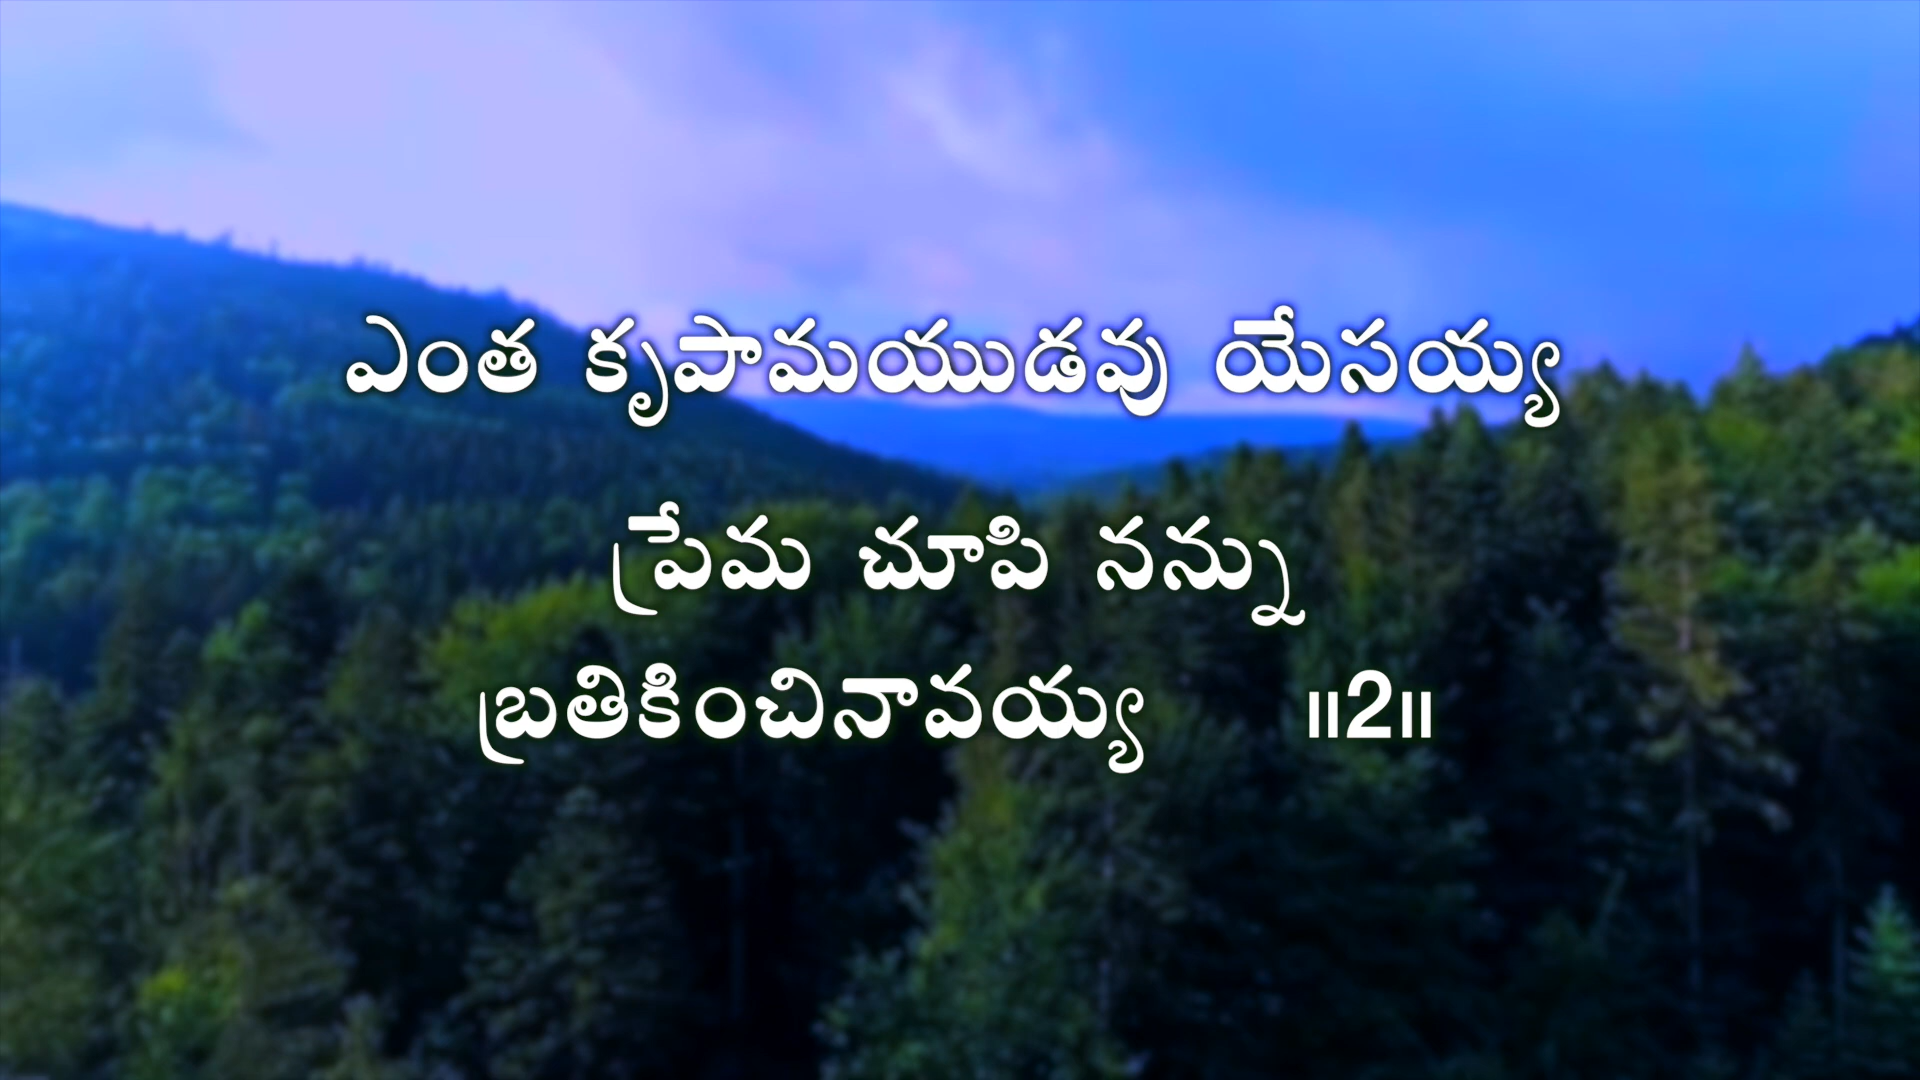 ఎంత కృపామయుడవు యేసయ్య
ప్రేమ చూపి నన్ను
బ్రతికించినావయ్య ॥2॥